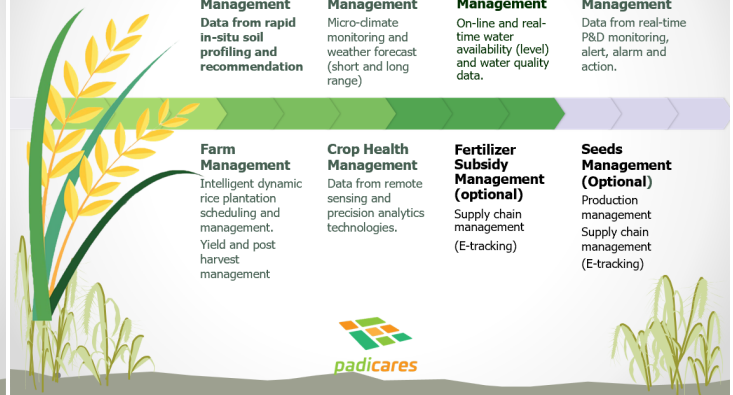 Management
Data from rapid
in-situ soil
profiling and
recommendation
Management
Micro-climate
monitoring and
weather forecast
(short and long
range)
Management
On-line and real-
time water
availability (level)
and water quality
data.
Management
Data from real-time
P&D monitoring,
alert, alarm and
action.
Farm
Management
Intelligent dynamic
rice plantation
scheduling and
management.
Yield and post
harvest
management
Crop Health
Management
Data from remote
sensing and
precision analytics
technologies.
Fertilizer
Subsidy
Management
(optional)
Supply chain
management
(E-tracking)
Seeds
Management
(Optional)
Production
management
Supply chain
management
(E-tracking)
padicares